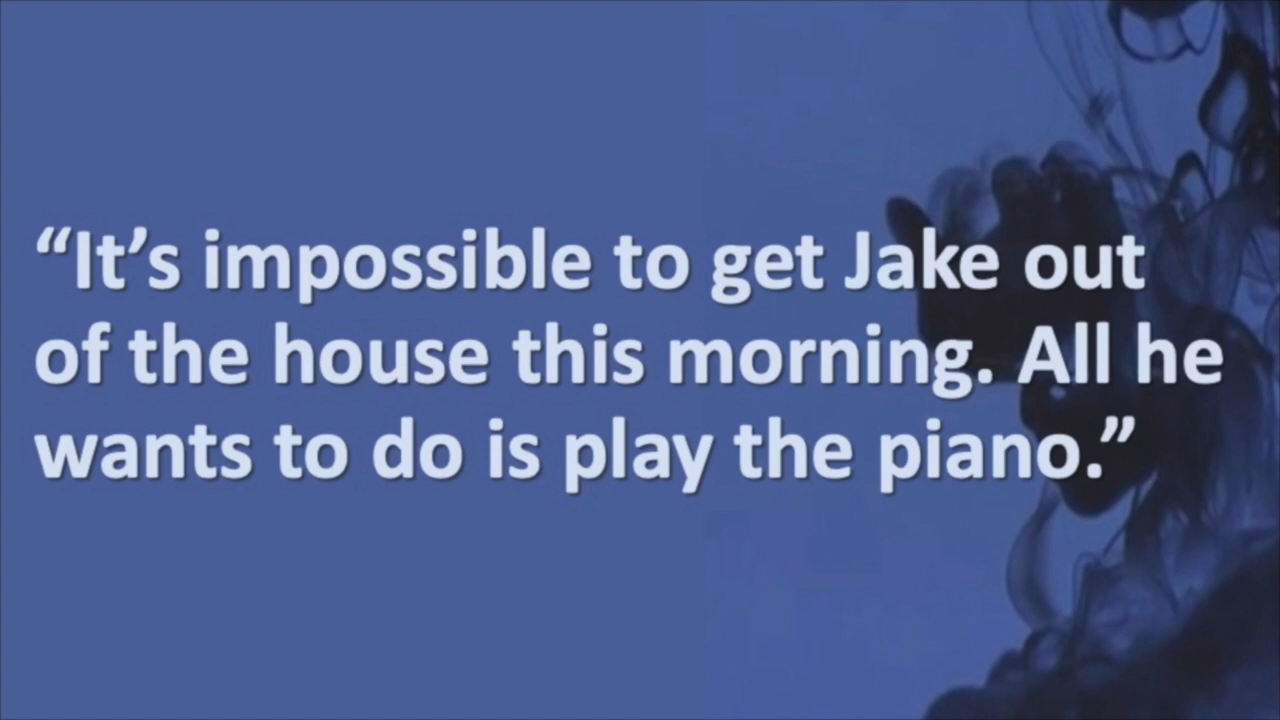 “It’s impossible to get Jake out
of the house this morning. All he
wants to do is play the piano.”